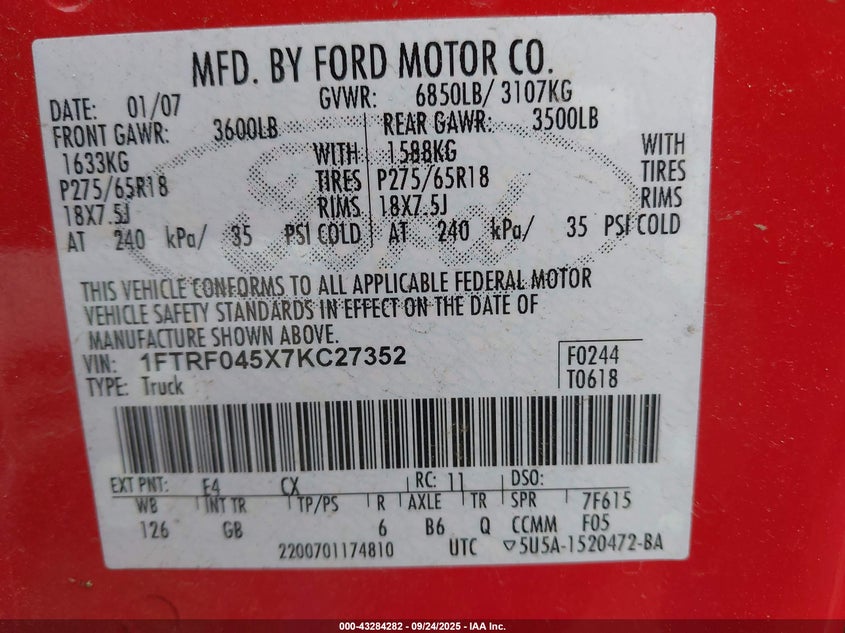 MFD. BY FORD MOTOR CO.
DATE: 01/07 GVWR: 6850LB/ 3107KG
FRONT GAWR: 3600LB REAR GAWR: 3500LB
1633KG WITH 1588KG WITH
P275/65R18 TIRES P275/65R18 TIRES
18X7.5J RIMS 18X7.5J RIMS
AT 240 kPa/ 35 PSI COLD AT 240 kPa/ 35 PSI COLD
Ford
THIS VEHICLE CONFORMS TO ALL APPLICABLE FEDERAL MOTOR
VEHICLE SAFETY STANDARDS IN EFFECT ON THE DATE OF
MANUFACTURE SHOWN ABOVE.
VIN: 1FTRF045X7KC27352 F0244
TYPE: Truck T0618
EXT PNT: E4 CX RC: 11 DSO:
WB INT TR TP/PS R AXLE TR SPR 7F615
126 GB 6 B6 Q CCMM F05
2200701174810 UTC ▽5U5A-1520472-BA
000-43284282 - 09/24/2025 - IAA Inc.